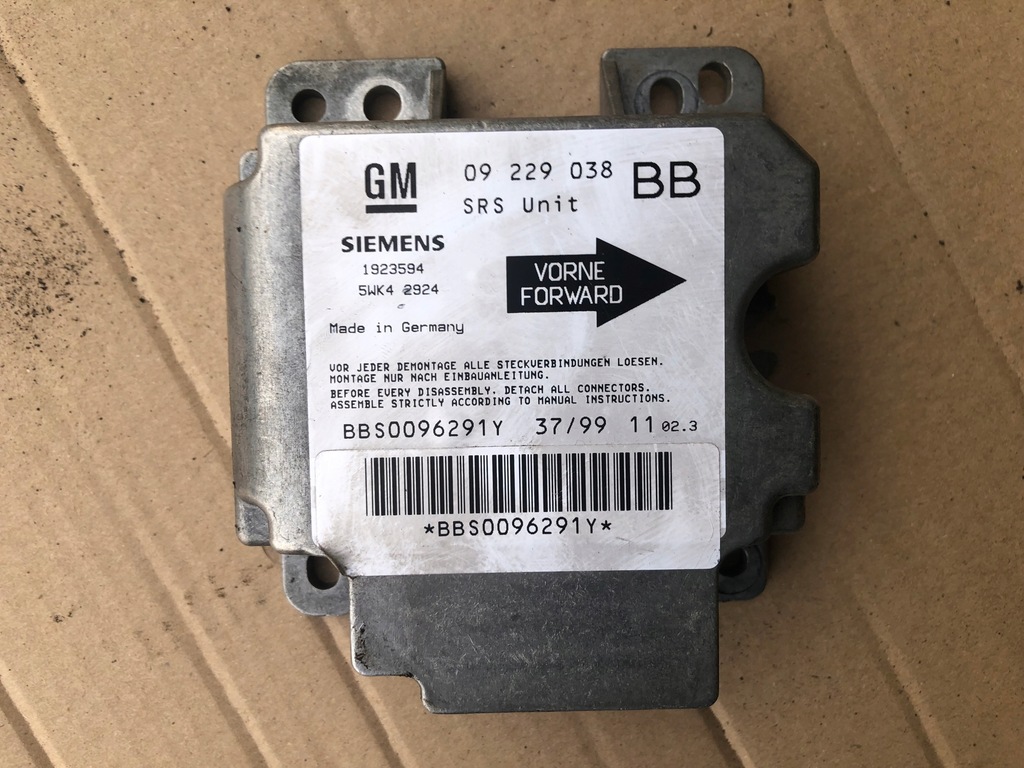 GM 09 229 038 BB
SRS Unit
SIEMENS
1923594
5WK4 2924
VORNE
FORWARD
Made in Germany
VOR JEDER DEMONTAGE ALLE STECKVERBINDUNGEN LOESEN.
MONTAGE NUR NACH EINBAUANLEITUNG.
BEFORE EVERY DISASSEMBLY, DETACH ALL CONNECTORS.
ASSEMBLE STRICTLY ACCORDING TO MANUAL INSTRUCTIONS.
BBS0096291Y 37/99 11 02.3
*BBS0096291Y*